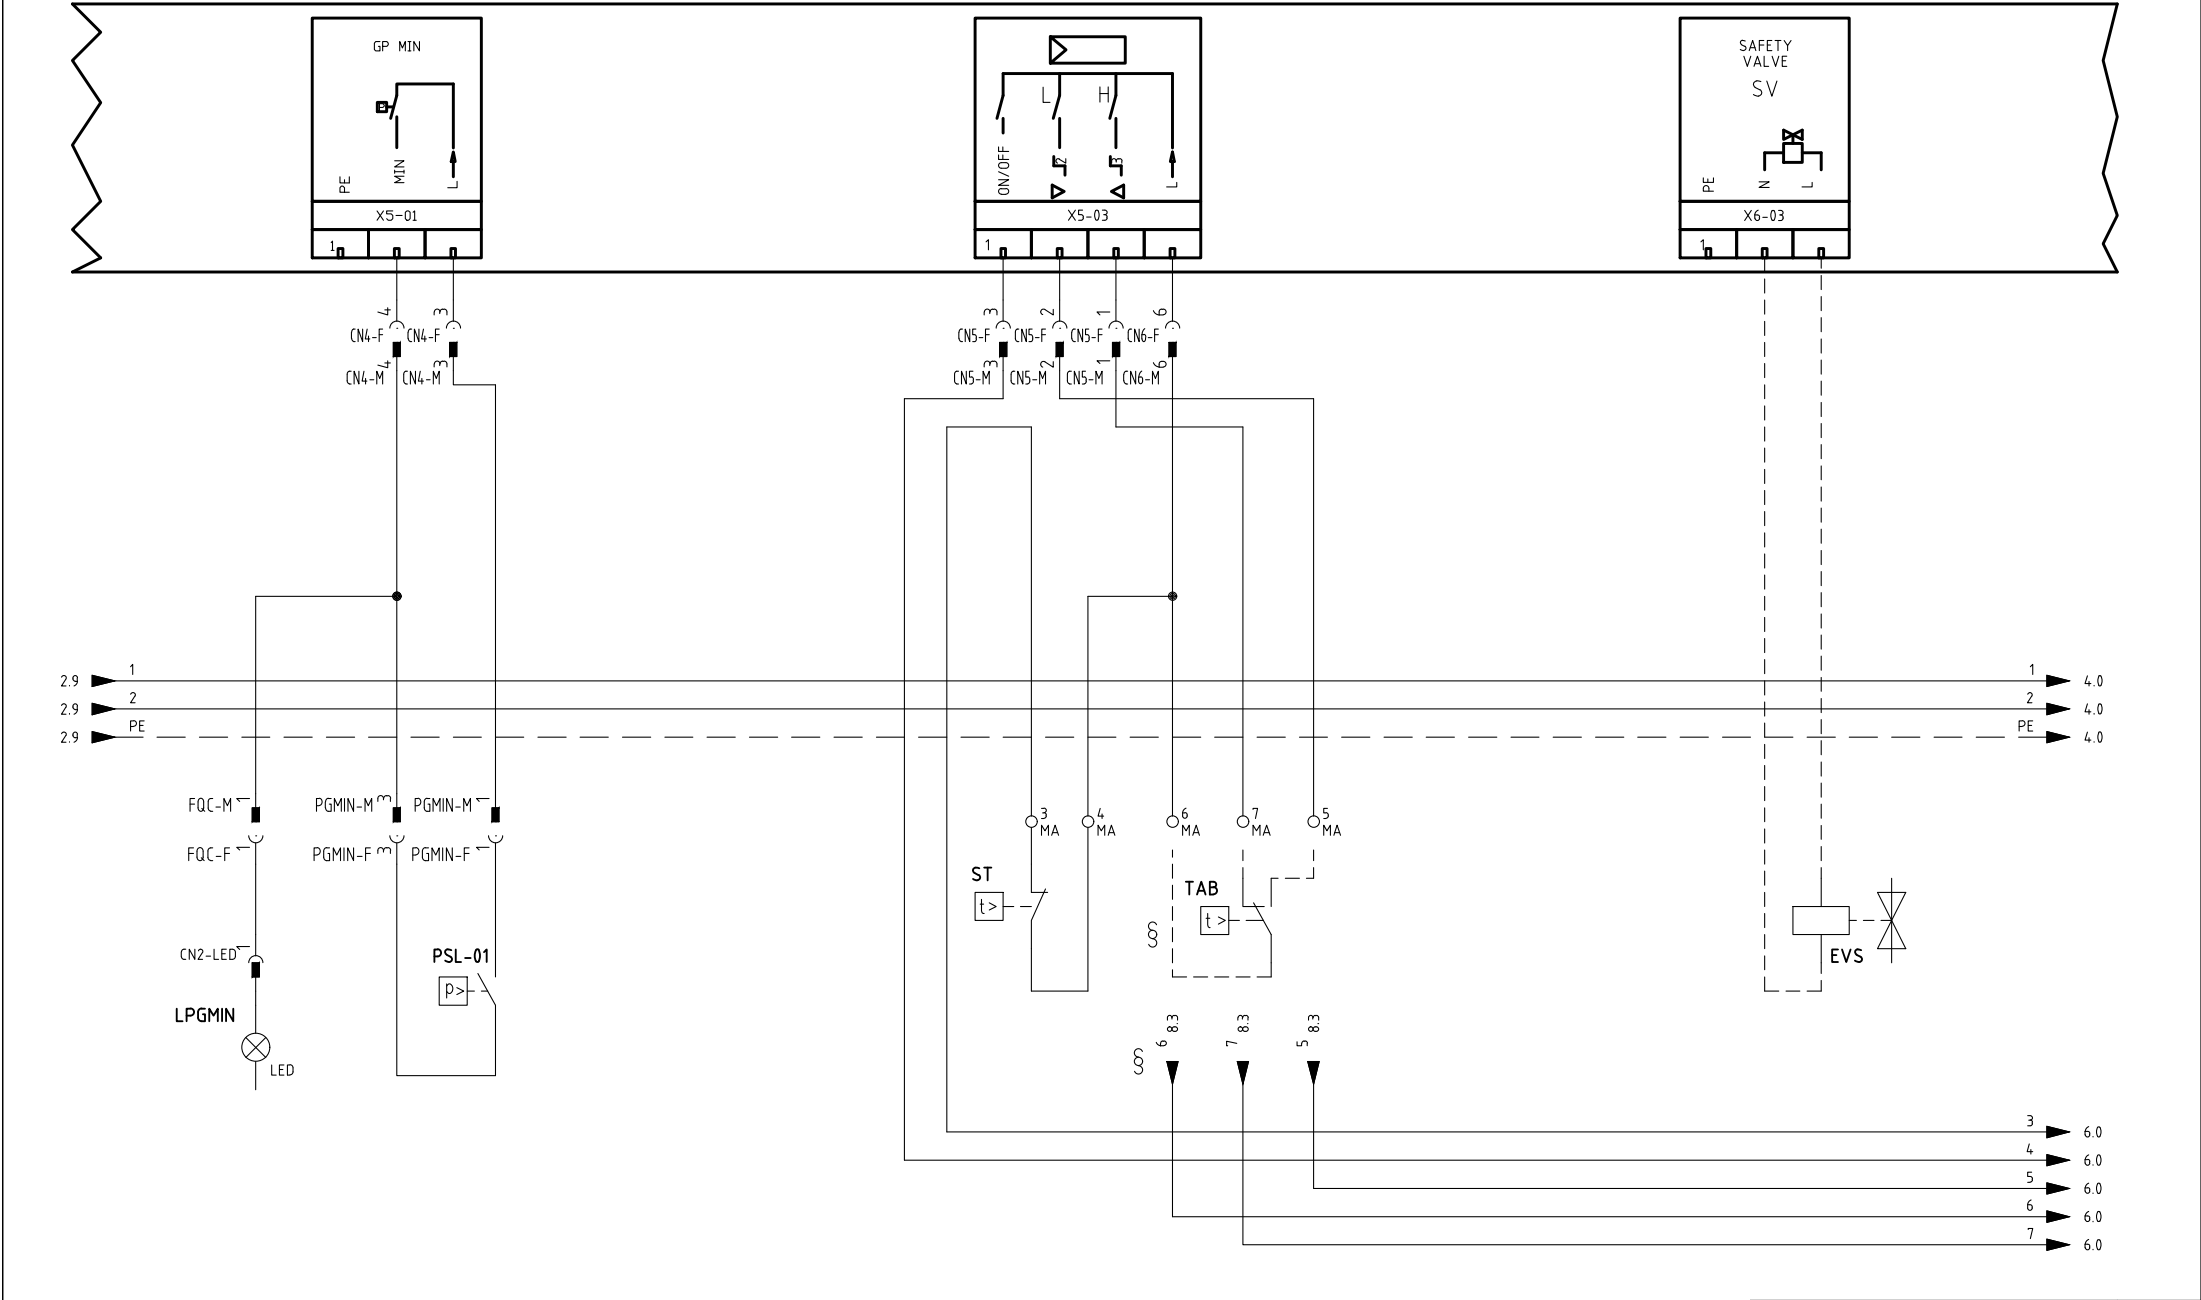 GP MIN
PE
MIN
L
X5-01
1
L
H
ON/OFF
2
3
L
X5-03
1
SAFETY
VALVE
SV
PE
N
L
X6-03
1
4
3
CN4-F
CN4-F
4
3
CN4-M
CN4-M
3
2
1
6
CN5-F
CN5-F
CN5-F
CN6-F
3
2
1
6
CN5-M
CN5-M
CN5-M
CN6-M
2.9
1
1
4.0
2.9
2
2
4.0
2.9
PE
PE
4.0
FQC-M
1
PGMIN-M
3
PGMIN-M
1
FQC-F
1
PGMIN-F
3
PGMIN-F
1
3
MA
4
MA
6
MA
7
MA
5
MA
ST
t>
TAB
t>
§
CN2-LED
1
PSL-01
p>
EVS
LPGMIN
LED
§
6
8.3
7
8.3
5
8.3
3
6.0
4
6.0
5
6.0
6
6.0
7
6.0